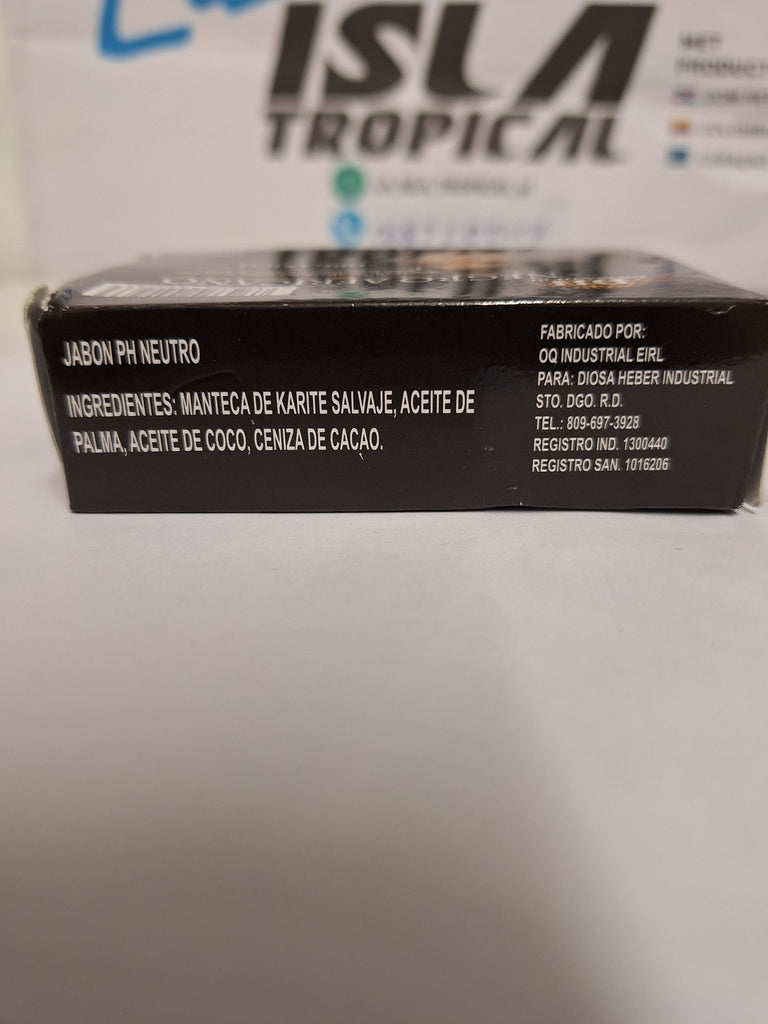 ISLA
TROPICAL
JABON PH NEUTRO
INGREDIENTES: MANTECA DE KARITE SALVAJE, ACEITE DE
PALMA, ACEITE DE COCO, CENIZA DE CACAO.
FABRICADO POR:
OQ INDUSTRIAL EIRL
PARA: DIOSA HEBER INDUSTRIAL
STO. DGO. R.D.
TEL.: 809-697-3928
REGISTRO IND. 1300440
REGISTRO SAN. 1016206